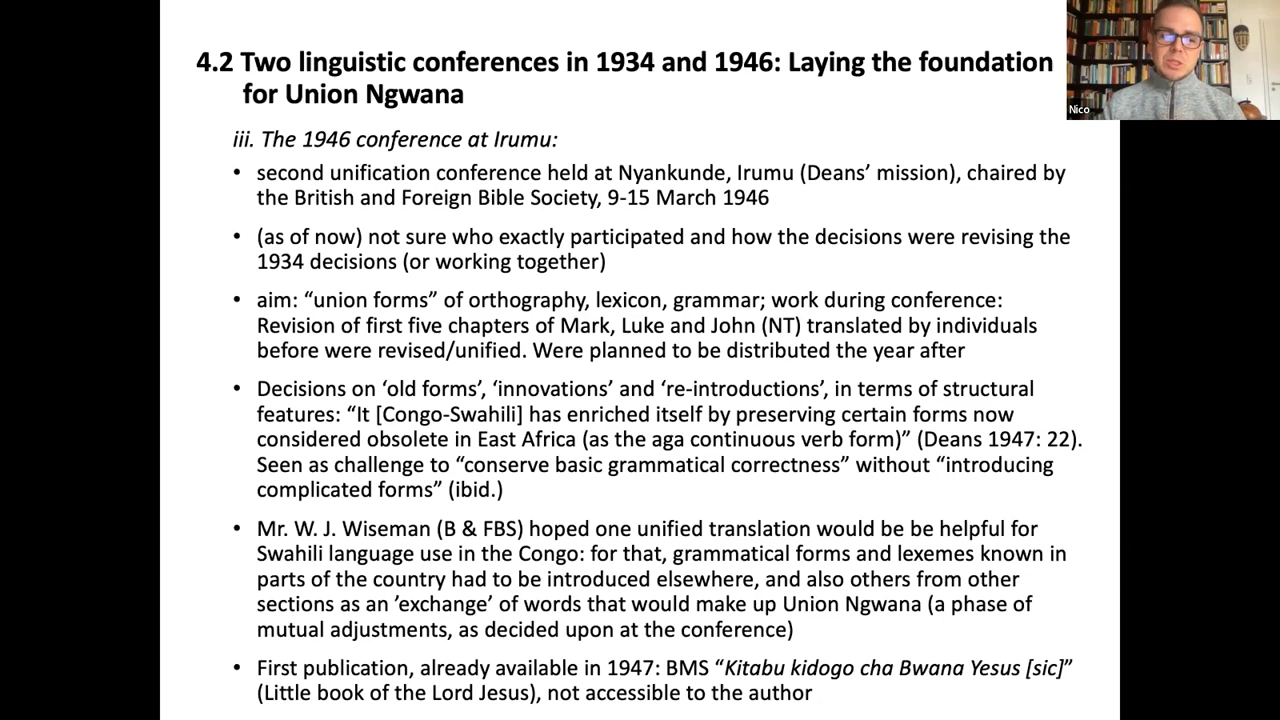 4.2 Two linguistic conferences in 1934 and 1946: Laying the foundation
for Union Ngwana
Nico
iii. The 1946 conference at Irumu:
• second unification conference held at Nyankunde, Irumu (Deans’ mission), chaired by
the British and Foreign Bible Society, 9-15 March 1946
• (as of now) not sure who exactly participated and how the decisions were revising the
1934 decisions (or working together)
• aim: “union forms” of orthography, lexicon, grammar; work during conference:
Revision of first five chapters of Mark, Luke and John (NT) translated by individuals
before were revised/unified. Were planned to be distributed the year after
• Decisions on ‘old forms’, ‘innovations’ and ‘re-introductions’, in terms of structural
features: “It [Congo-Swahili] has enriched itself by preserving certain forms now
considered obsolete in East Africa (as the aga continuous verb form)” (Deans 1947: 22).
Seen as challenge to “conserve basic grammatical correctness” without “introducing
complicated forms” (ibid.)
• Mr. W. J. Wiseman (B & FBS) hoped one unified translation would be be helpful for
Swahili language use in the Congo: for that, grammatical forms and lexemes known in
parts of the country had to be introduced elsewhere, and also others from other
sections as an ’exchange’ of words that would make up Union Ngwana (a phase of
mutual adjustments, as decided upon at the conference)
• First publication, already available in 1947: BMS “Kitabu kidogo cha Bwana Yesus [sic]”
(Little book of the Lord Jesus), not accessible to the author